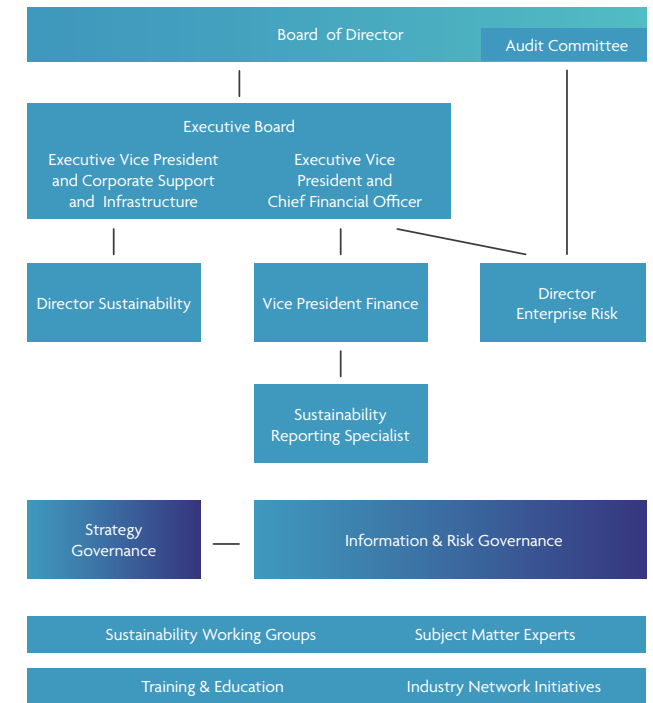 Board of Director
Audit Committee
Executive Board
Executive Vice President
and Corporate Support
and Infrastructure
Executive Vice
President and
Chief Financial Officer
Director Sustainability
Vice President Finance
Director
Enterprise Risk
Sustainability
Reporting Specialist
Strategy
Governance
Information & Risk Governance
Sustainability Working Groups
Subject Matter Experts
Training & Education
Industry Network Initiatives